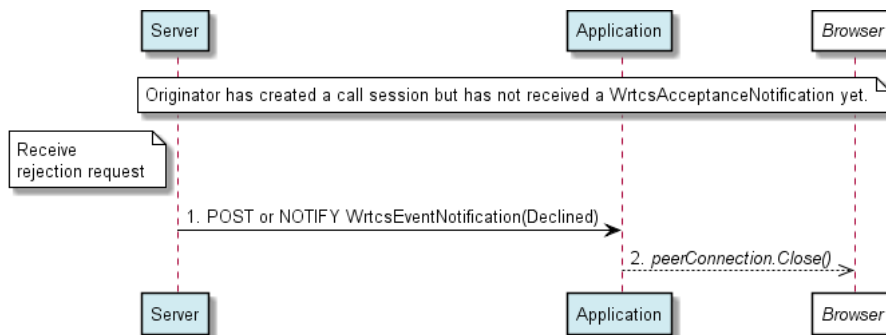 Server
Application
Browser
Originator has created a call session but has not received a WrtcsAcceptanceNotification yet.
Receive
rejection request
1. POST or NOTIFY WrtcsEventNotification(Declined)
2. peerConnection.Close()
Server
Application
Browser